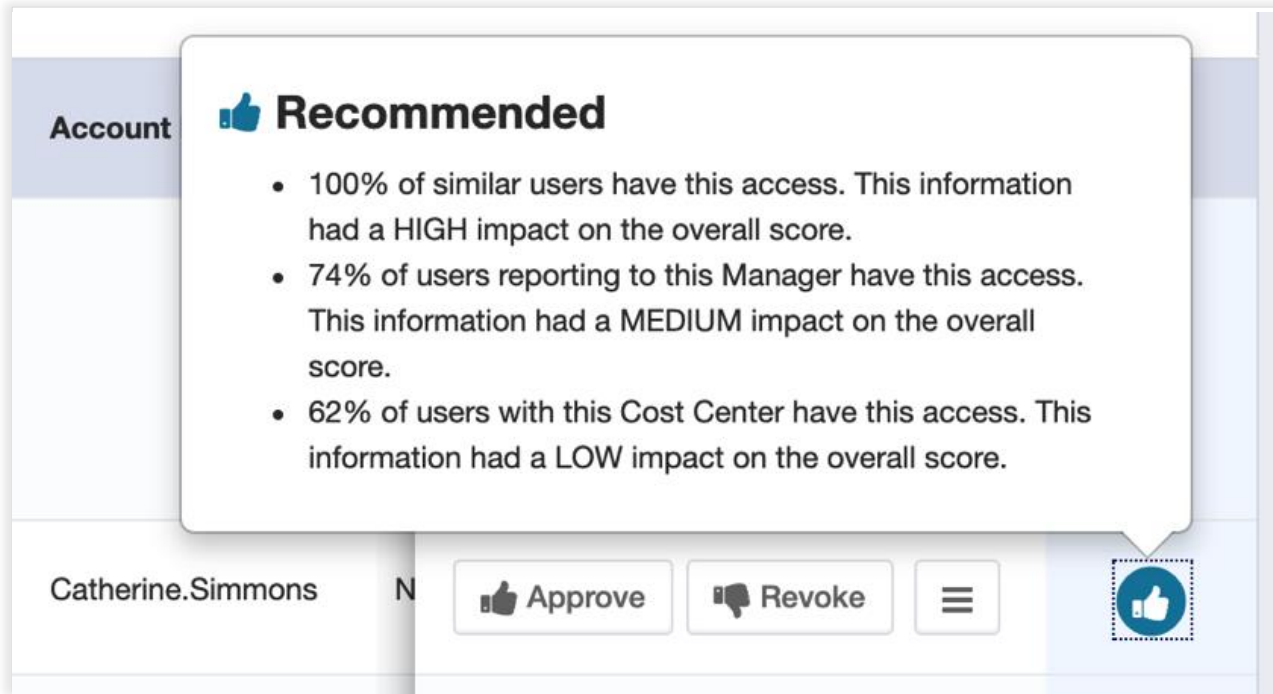 Account
Recommended
• 100% of similar users have this access. This information
had a HIGH impact on the overall score.
• 74% of users reporting to this Manager have this access.
This information had a MEDIUM impact on the overall
score.
• 62% of users with this Cost Center have this access. This
information had a LOW impact on the overall score.
Catherine.Simmons N Approve Revoke